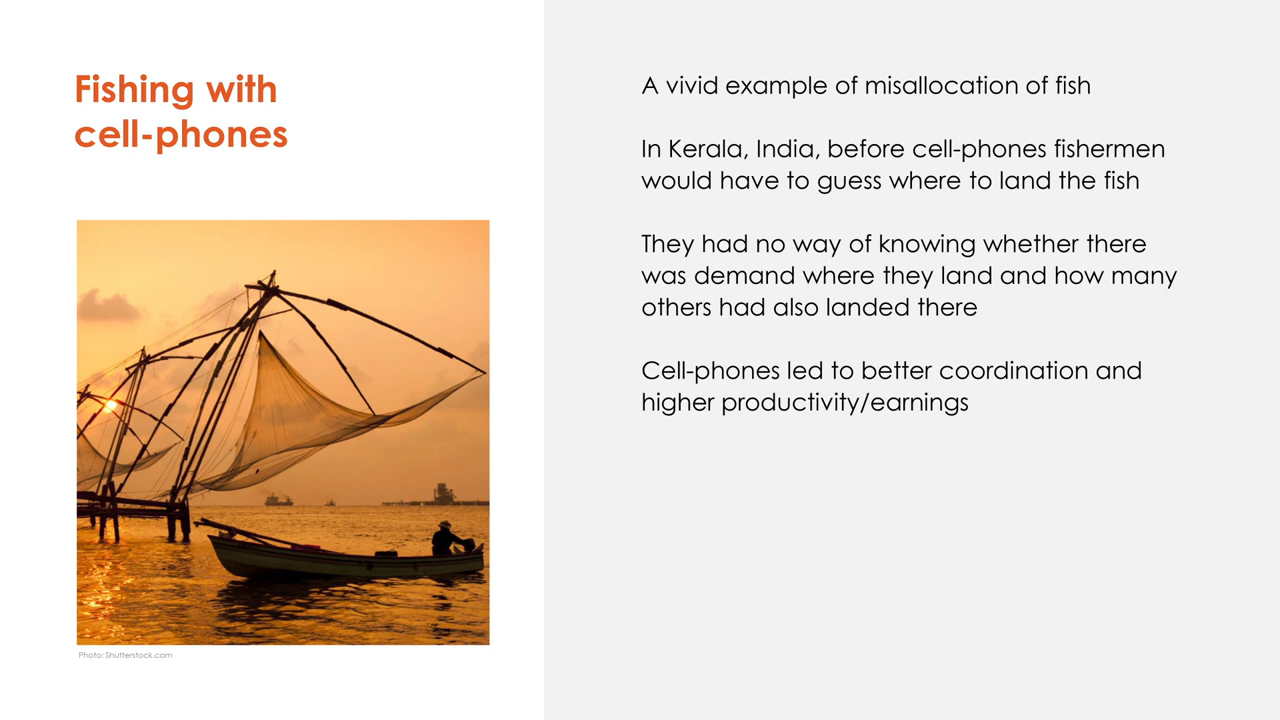 Fishing with
cell-phones
A vivid example of misallocation of fish
In Kerala, India, before cell-phones fishermen
would have to guess where to land the fish
They had no way of knowing whether there
was demand where they land and how many
others had also landed there
Cell-phones led to better coordination and
higher productivity/earnings
Photo: Shutterstock.com